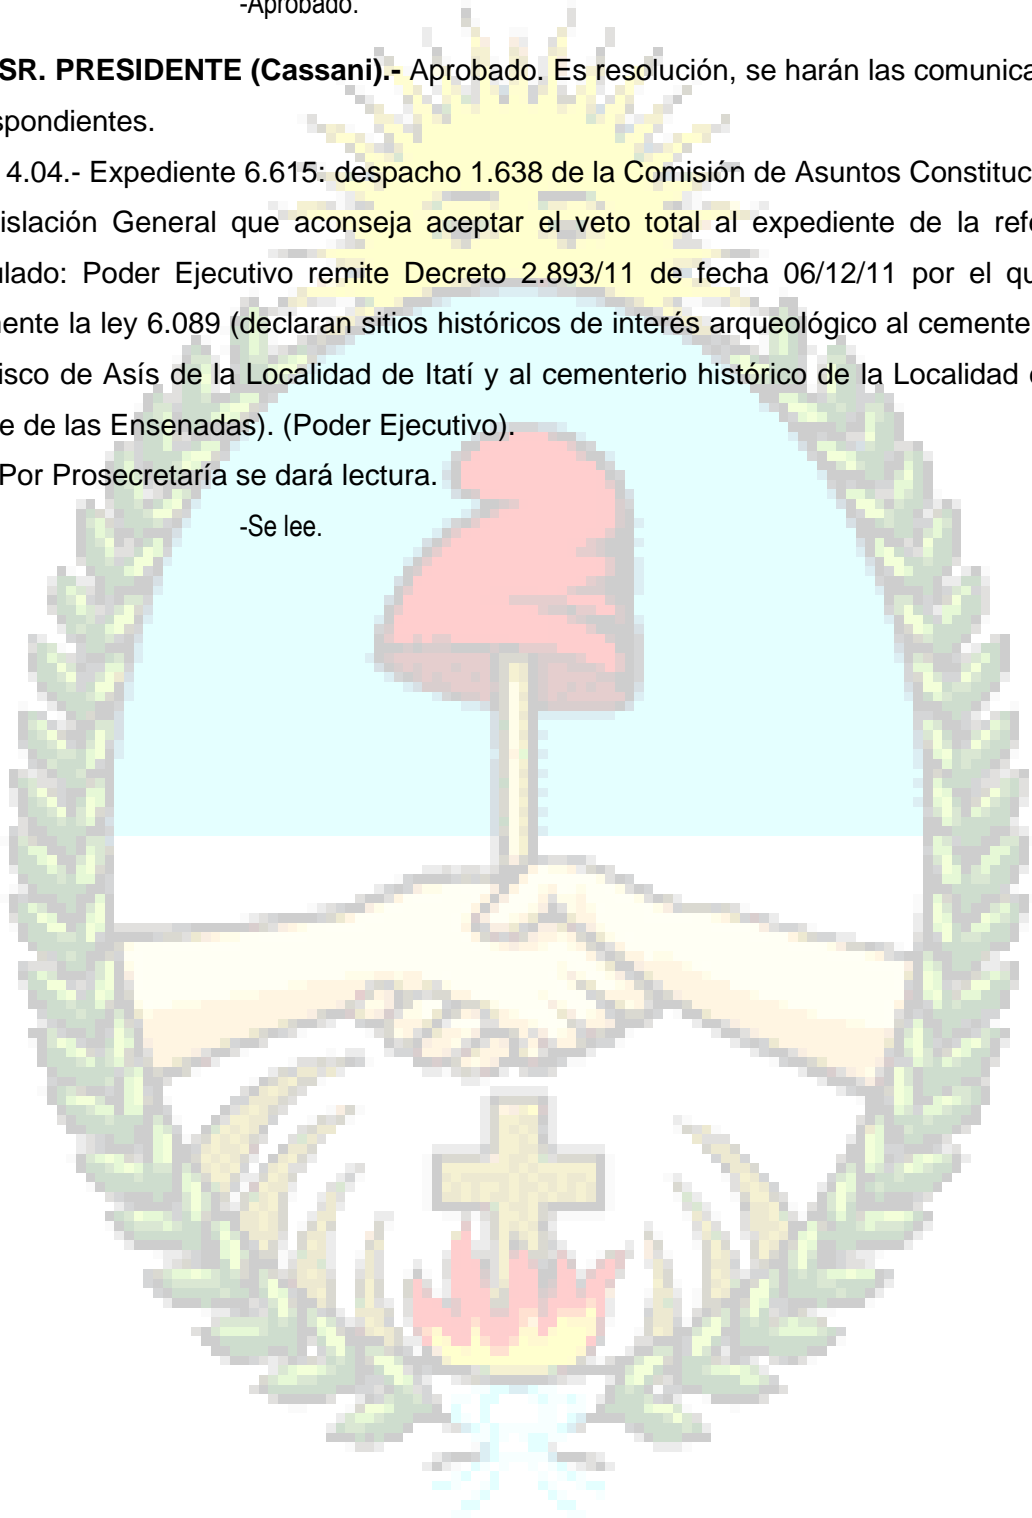 -Aprobado.
SR. PRESIDENTE (Cassani).- Aprobado. Es resolución, se harán las comunica
spondientes.
4.04.- Expediente 6.615: despacho 1.638 de la Comisión de Asuntos Constituc
islación General que aconseja aceptar el veto total al expediente de la refe
ulado: Poder Ejecutivo remite Decreto 2.893/11 de fecha 06/12/11 por el qu
mente la ley 6.089 (declaran sitios históricos de interés arqueológico al cemente
isco de Asís de la Localidad de Itatí y al cementerio histórico de la Localidad
e de las Ensenadas). (Poder Ejecutivo).
Por Prosecretaría se dará lectura.
-Se lee.